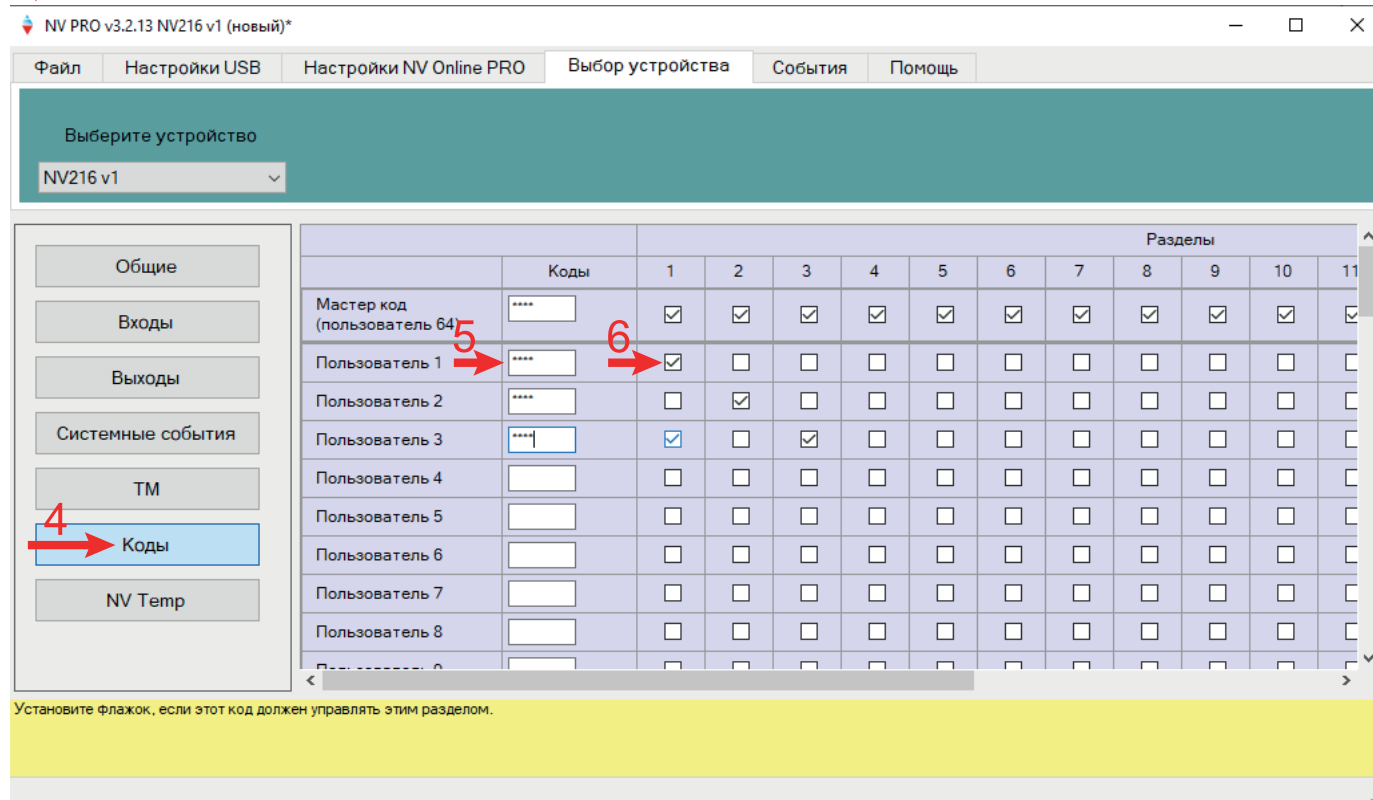 NV PRO v3.2.13 NV216 v1 (новый)*
Файл Настройки USB Настройки NV Online PRO Выбор устройства События Помощь
Выберите устройство
NV216 v1
Общие
Входы
Выходы
Системные события
ТМ
4
Коды
NV Temp
Разделы
Коды 1 2 3 4 5 6 7 8 9 10 11
Мастер код ****
(пользователь 64)
5 6
Пользователь 1 ****
Пользователь 2 ****
Пользователь 3 ****
Пользователь 4
Пользователь 5
Пользователь 6
Пользователь 7
Пользователь 8
Установите флажок, если этот код должен управлять этим разделом.